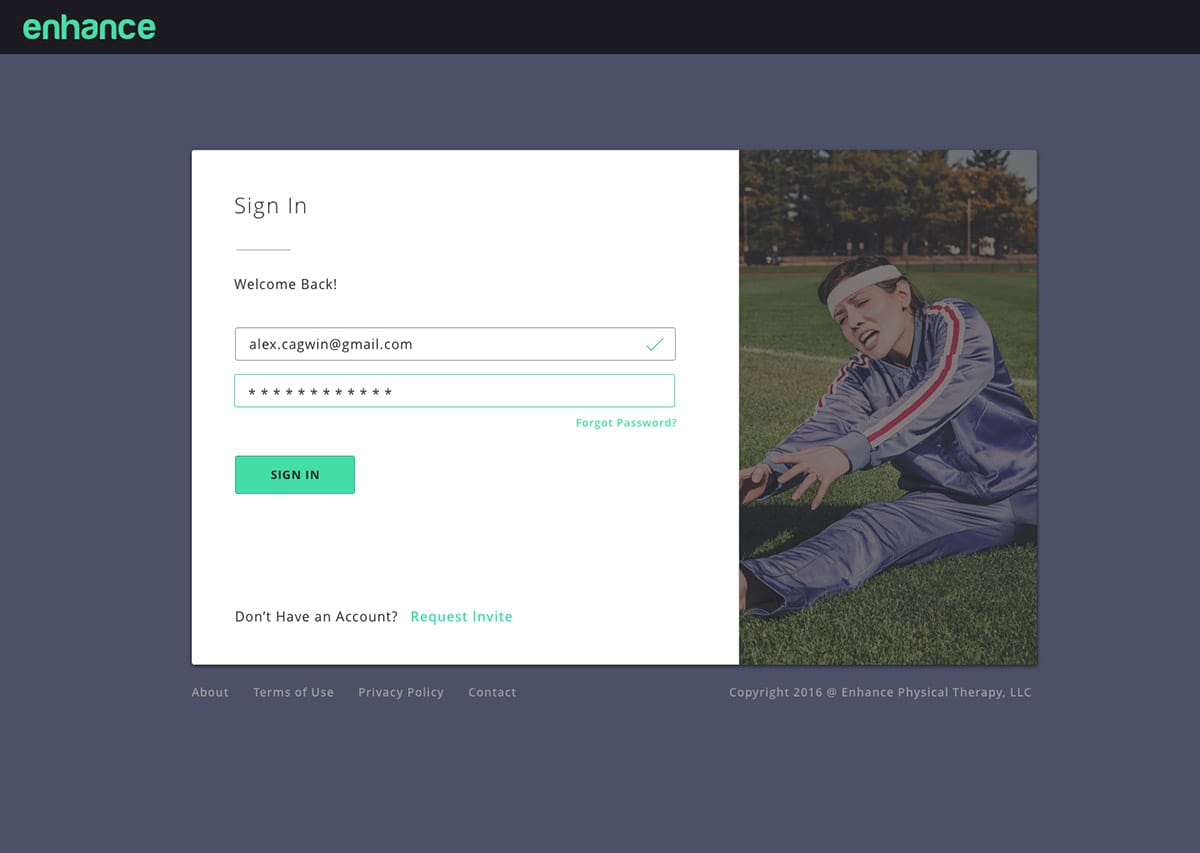 enhance
Sign In
Welcome Back!
alex.cagwin@gmail.com
* * * * * * * * * * * *
Forgot Password?
SIGN IN
Don’t Have an Account? Request Invite
About Terms of Use Privacy Policy Contact Copyright 2016 @ Enhance Physical Therapy, LLC